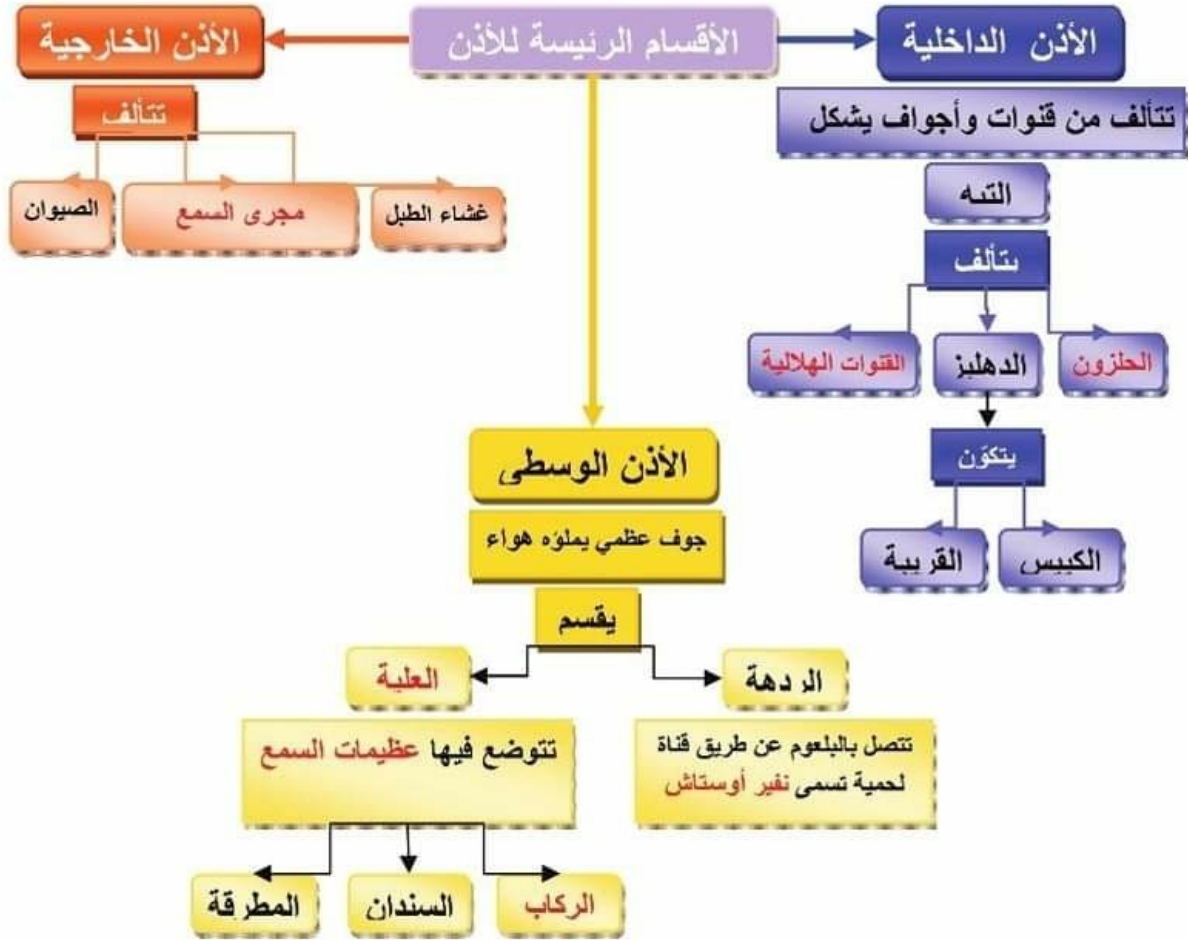 الأقسام الرئيسة للأذن
الأذن الداخلية
تتألف من قنوات وأجواف يشكل
التيه
يتألف
الحلزون
الدهليز
القنوات الهلالية
يتكوّن
الكييس
القريبة
الأذن الخارجية
تتألف
غشاء الطبل
مجرى السمع
الصيوان
الأذن الوسطى
جوف عظمي يملؤه هواء
يقسم
الردهة
العلبة
تتصل بالبلعوم عن طريق قناة
لحمية تسمى نفير أوستاش
تتوضع فيها عظيمات السمع
الركاب
السندان
المطرقة